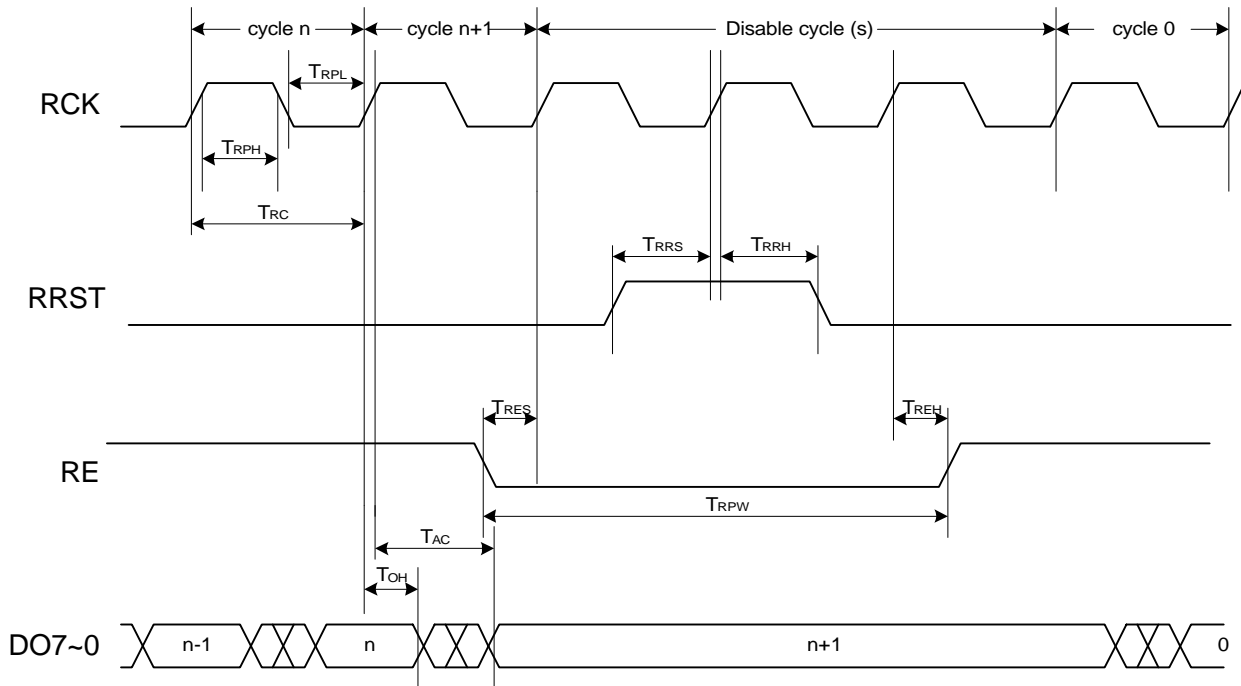 cycle n
cycle n+1
Disable cycle (s)
cycle 0
TRPL
RCK
TRPH
TRC
TRRS
TRRH
RRST
TRES
TREH
RE
TRPW
TAC
TOH
DO7~0
n-1
n
n+1
0